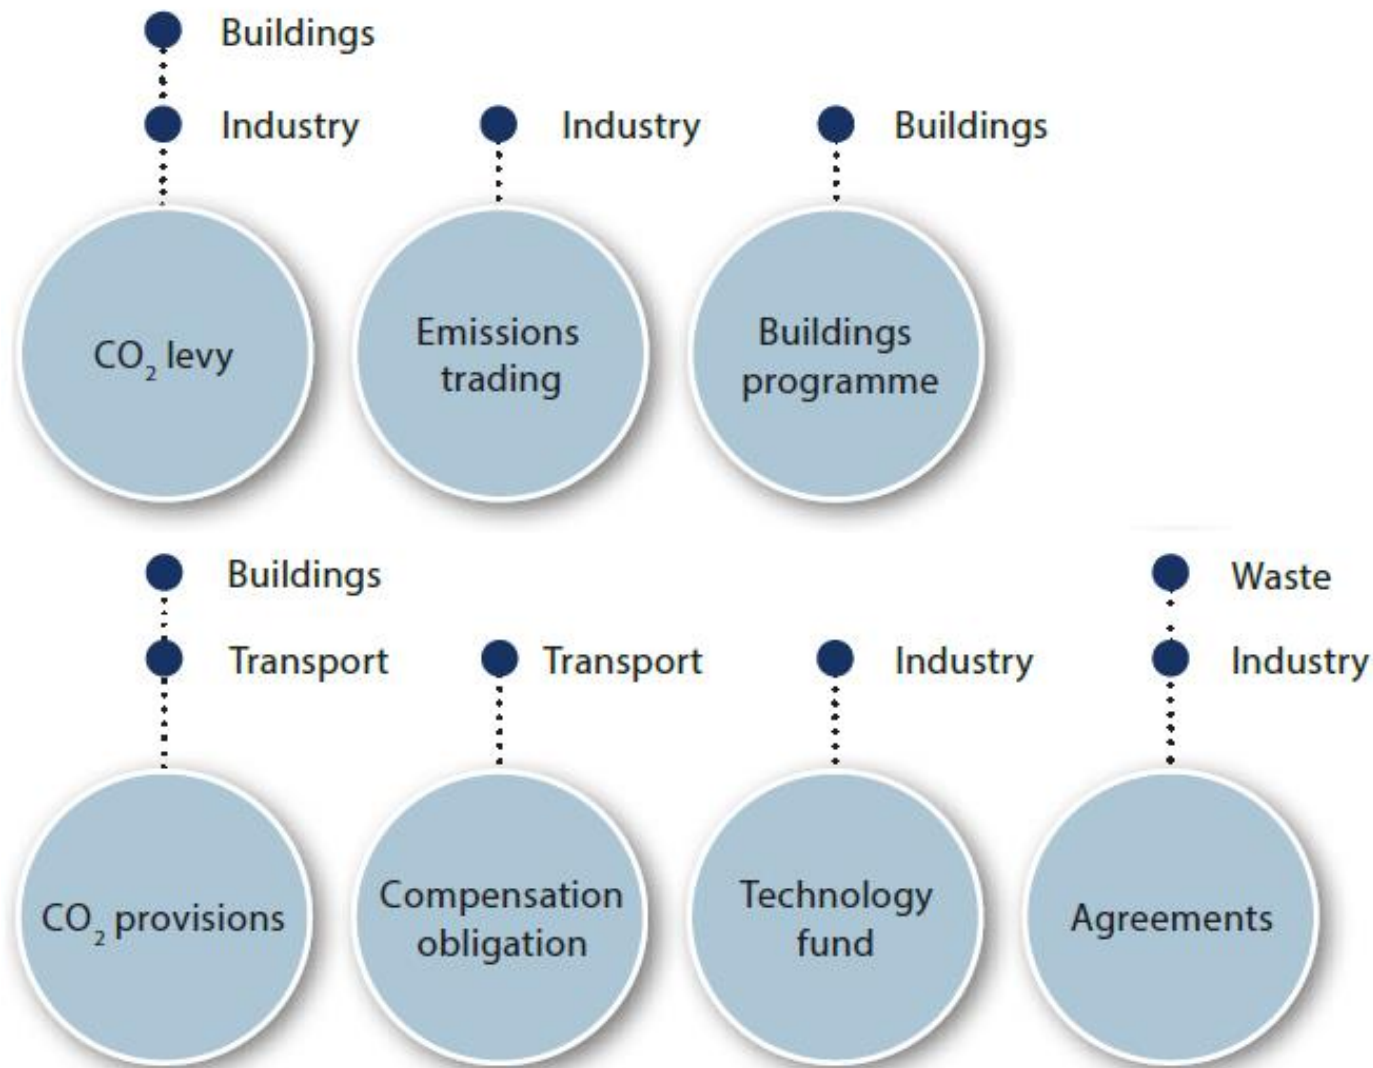 Buildings
Industry
Industry
Buildings
CO₂ levy
Emissions
trading
Buildings
programme
Buildings
Transport
Transport
Industry
Waste
Industry
CO₂ provisions
Compensation
obligation
Technology
fund
Agreements